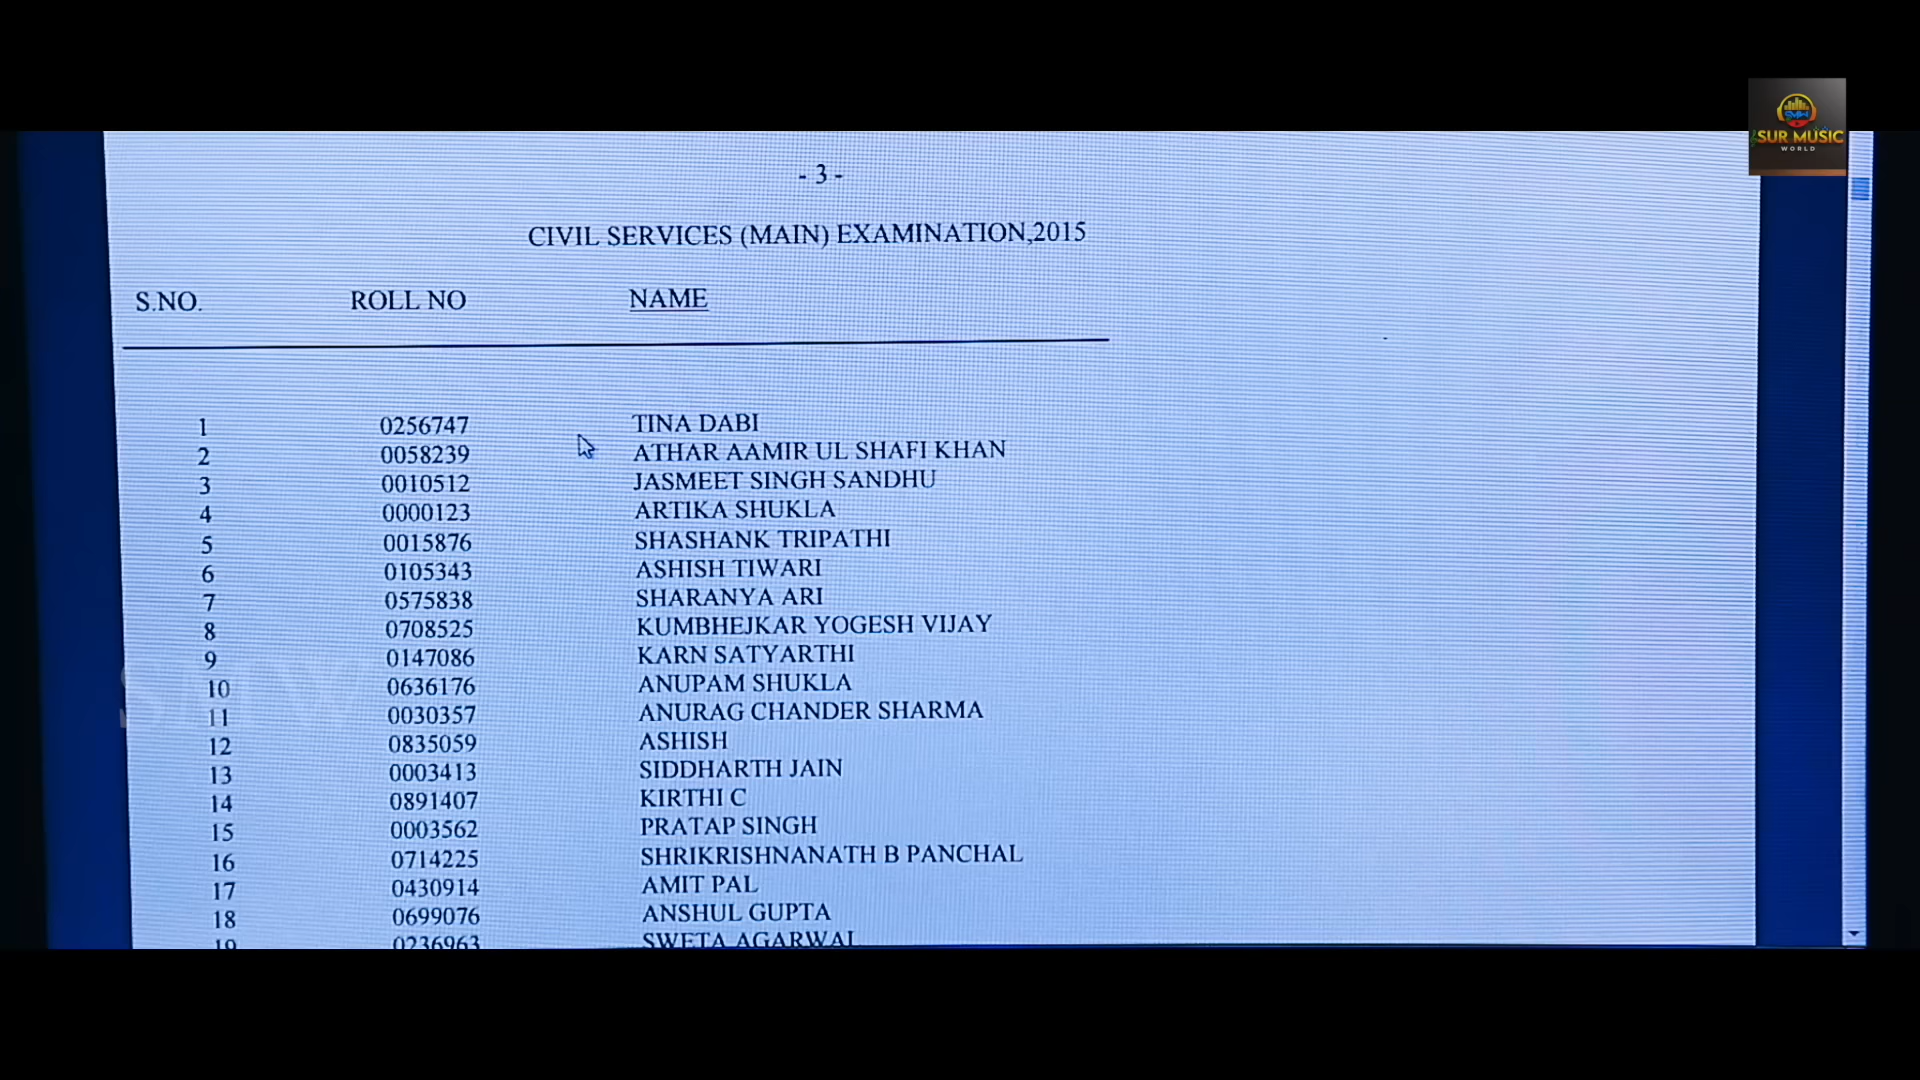 SUR MUSIC
WORLD
- 3 -
CIVIL SERVICES (MAIN) EXAMINATION,2015
S.NO. ROLL NO NAME
1 0256747 TINA DABI
2 0058239 ATHAR AAMIR UL SHAFI KHAN
3 0010512 JASMEET SINGH SANDHU
4 0000123 ARTIKA SHUKLA
5 0015876 SHASHANK TRIPATHI
6 0105343 ASHISH TIWARI
7 0575838 SHARANYA ARI
8 0708525 KUMBHEJKAR YOGESH VIJAY
9 0147086 KARN SATYARTHI
10 0636176 ANUPAM SHUKLA
11 0030357 ANURAG CHANDER SHARMA
12 0835059 ASHISH
13 0003413 SIDDHARTH JAIN
14 0891407 KIRTHI C
15 0003562 PRATAP SINGH
16 0714225 SHRIKRISHNANATH B PANCHAL
17 0430914 AMIT PAL
18 0699076 ANSHUL GUPTA
19 0236963 SWETA AGARWAL